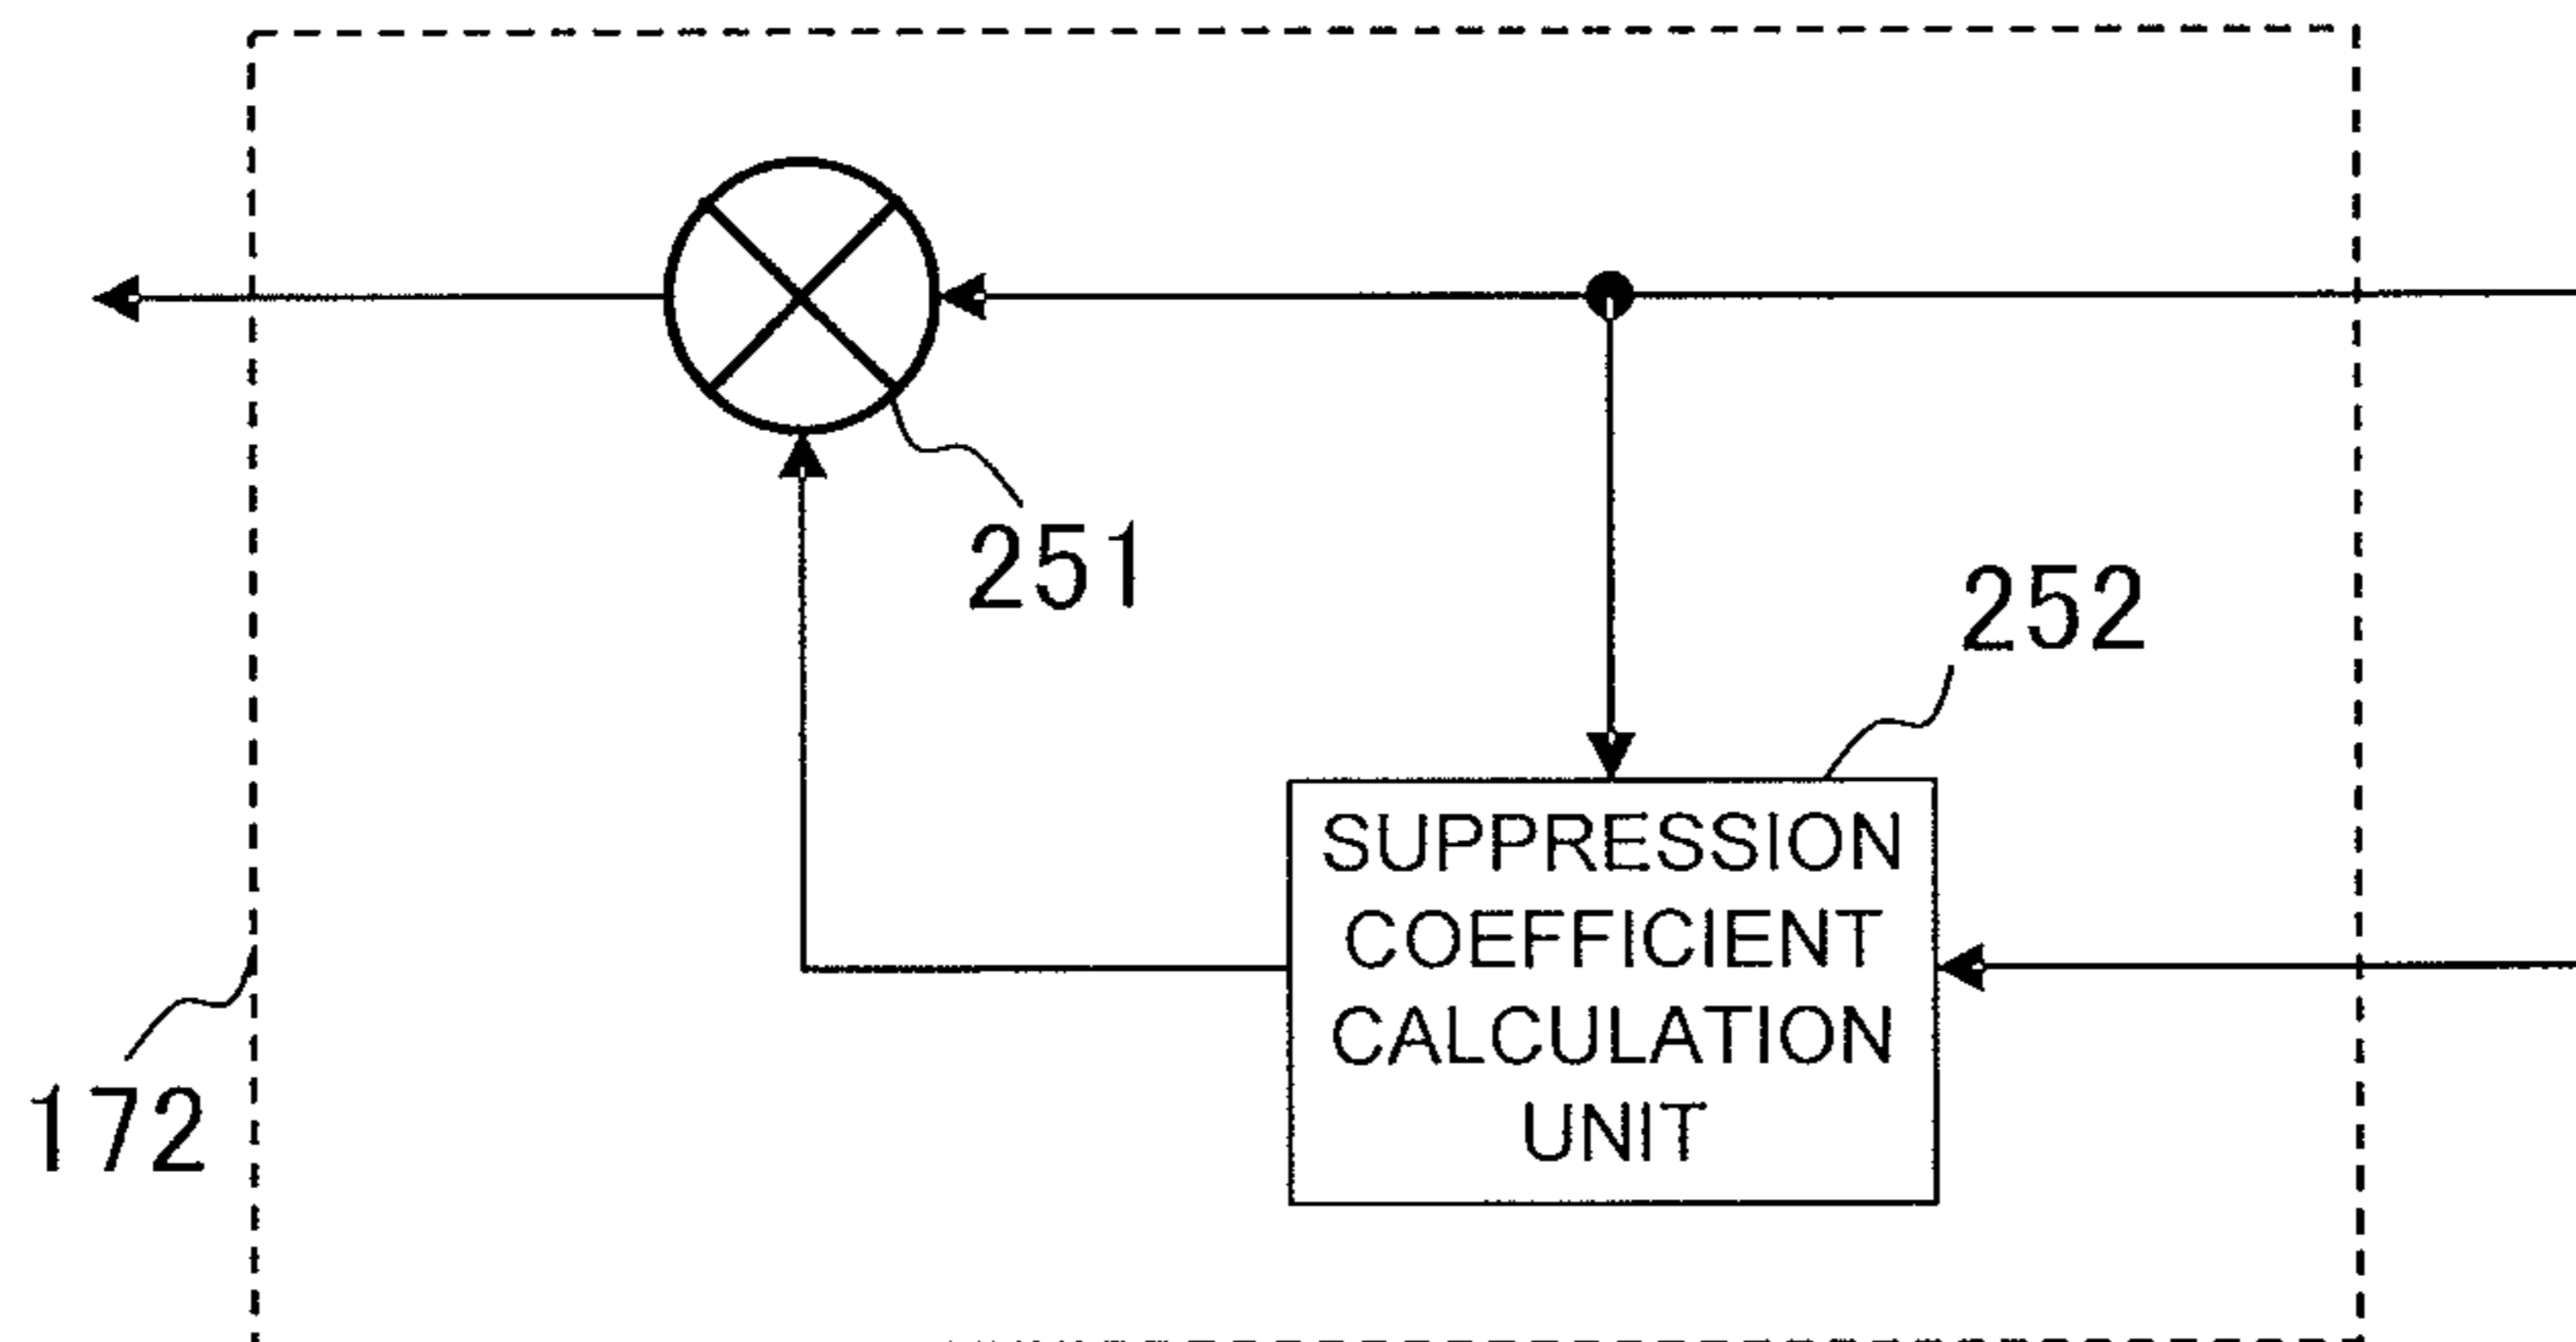 251
252
SUPPRESSION
COEFFICIENT
CALCULATION
UNIT
172